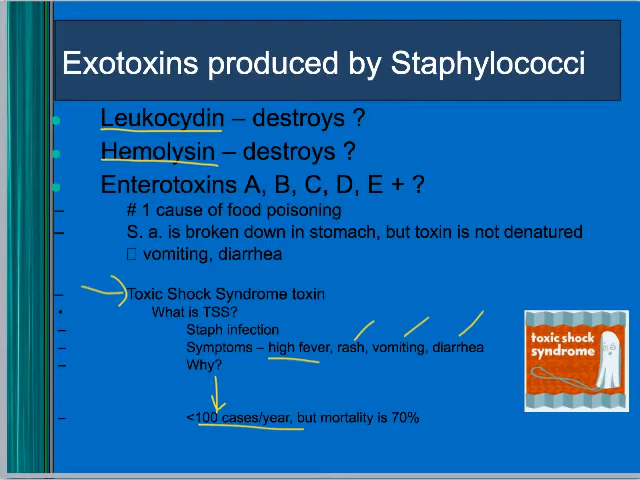 Exotoxins produced by Staphylococci
Leukocydin – destroys ?
Hemolysin – destroys ?
Enterotoxins A, B, C, D, E + ?
# 1 cause of food poisoning
S. a. is broken down in stomach, but toxin is not denatured
vomiting, diarrhea
Toxic Shock Syndrome toxin
What is TSS?
Staph infection
Symptoms – high fever, rash, vomiting, diarrhea
Why?
<100 cases/year, but mortality is 70%
toxic shock
syndrome